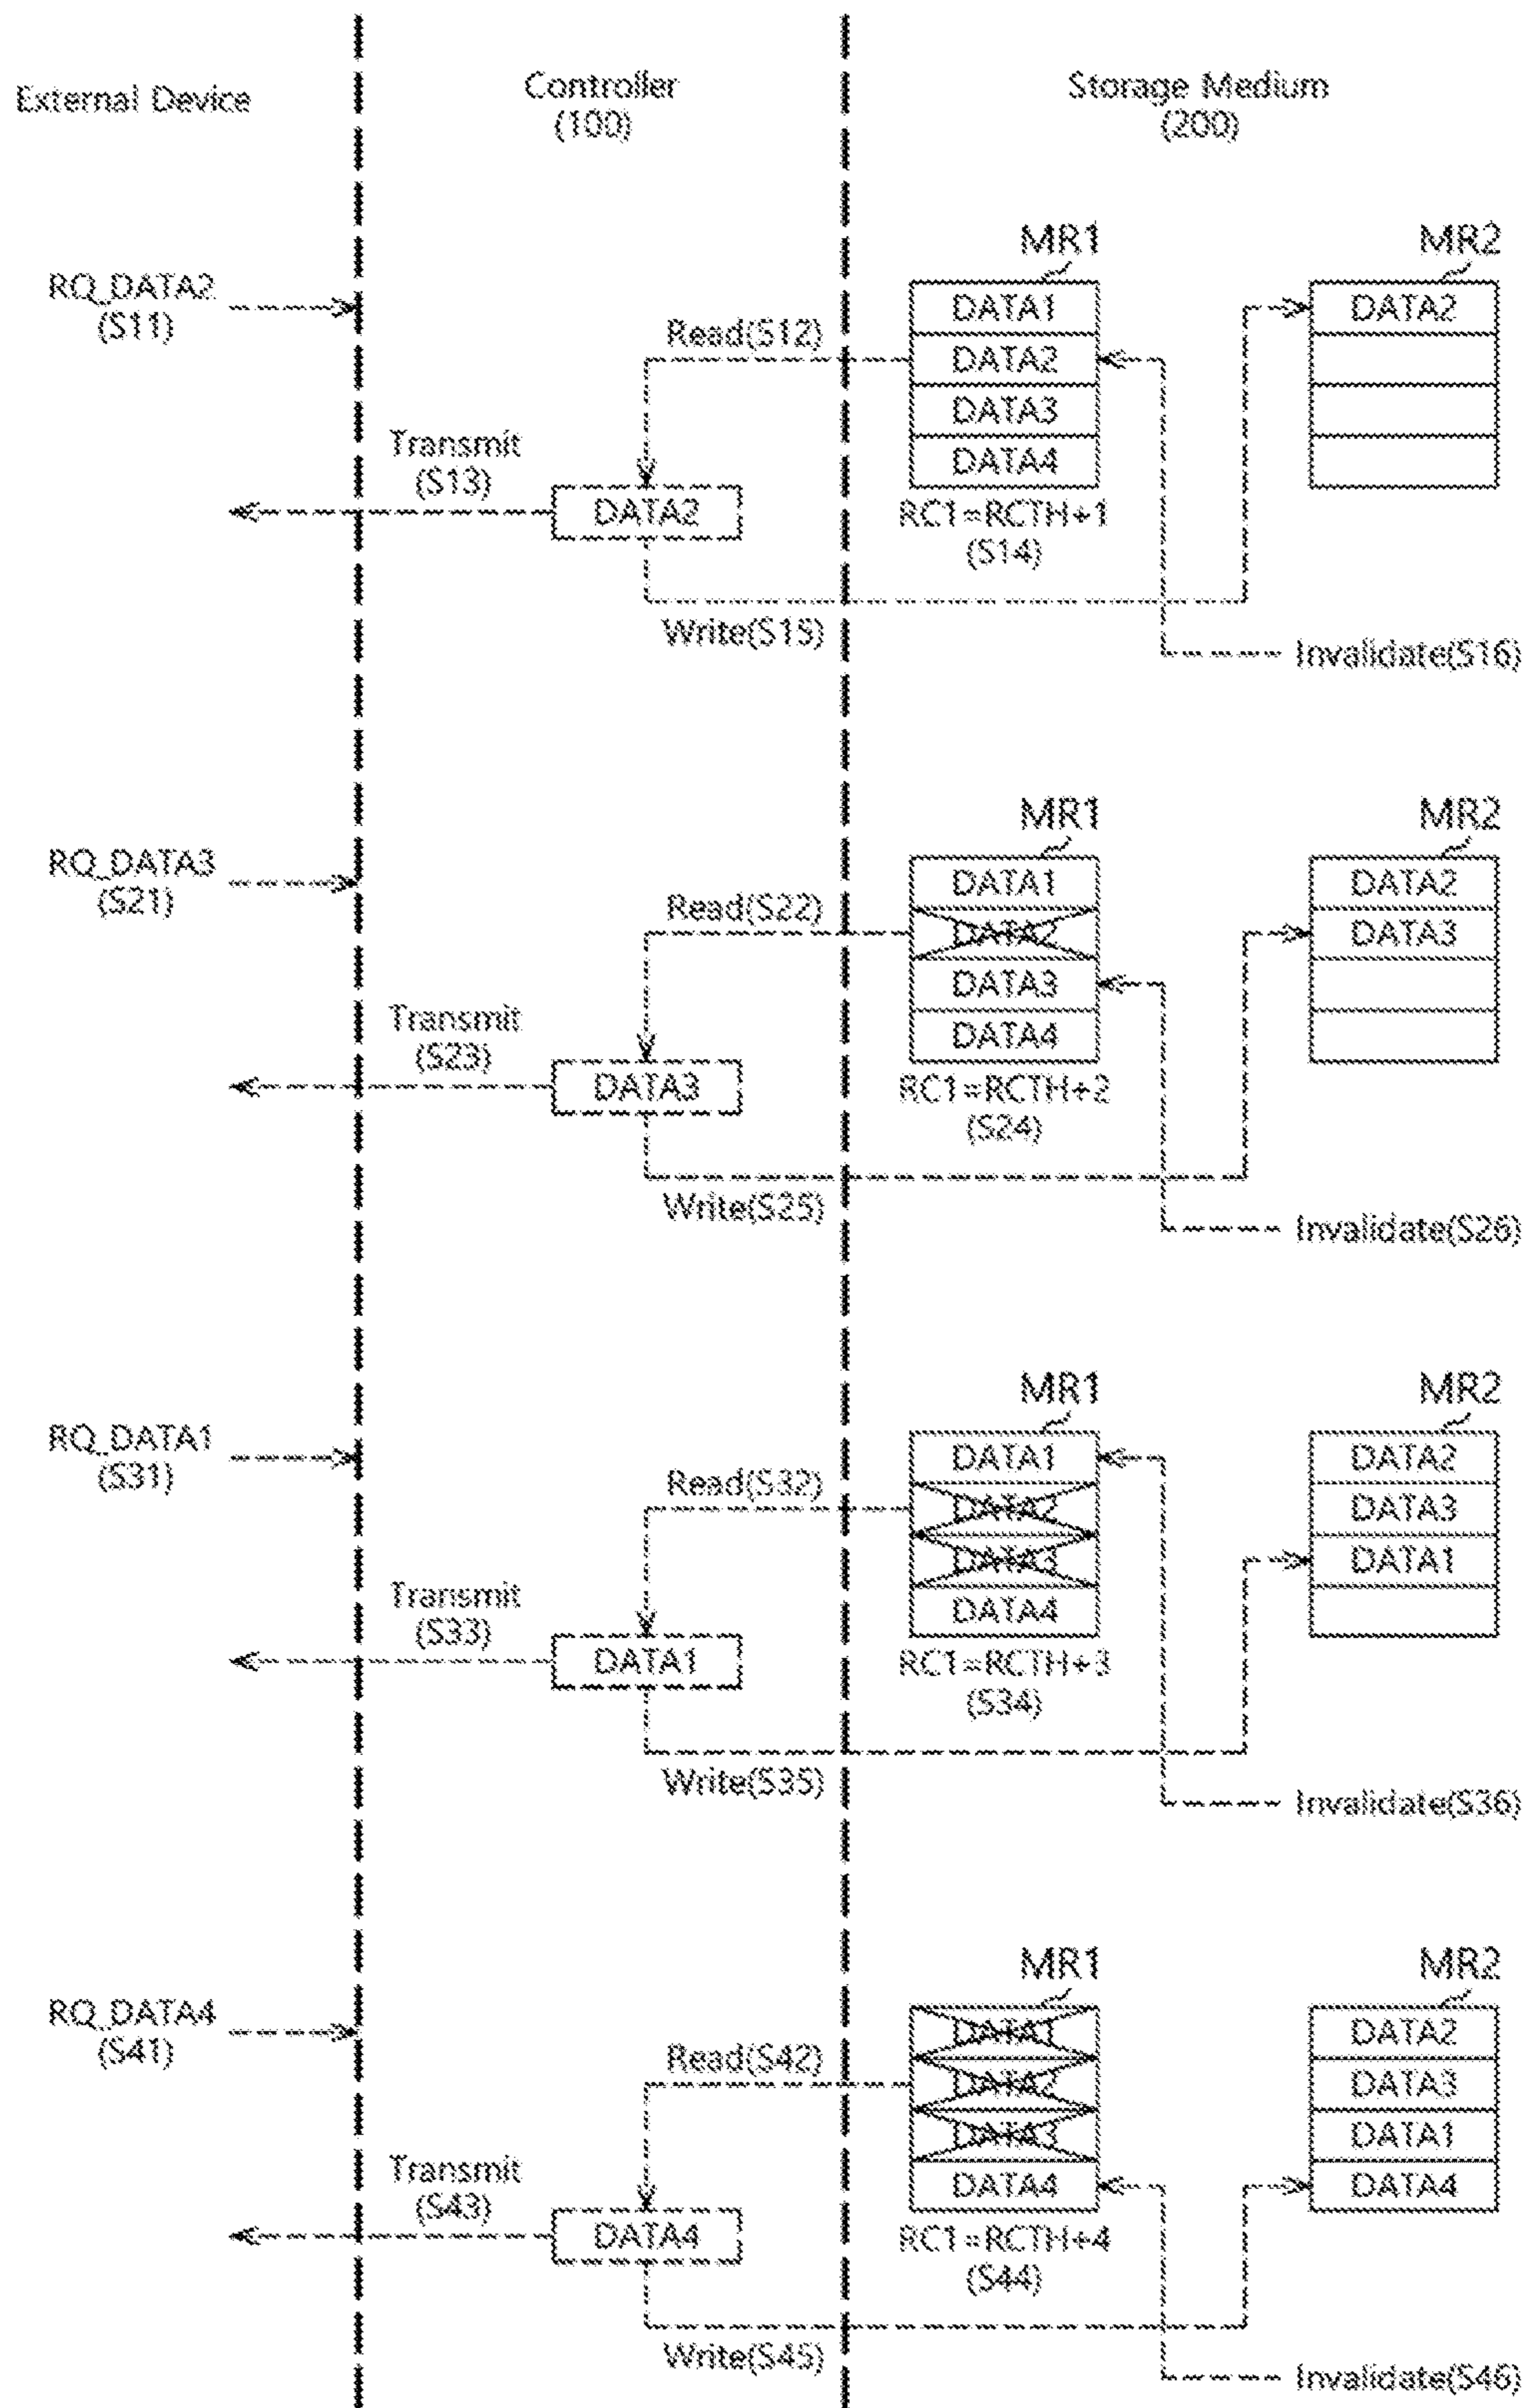 External Device
Controller
(100)
Storage Medium
(200)
MR1
MR2
RQ_DATA2
(S11)
DATA1
DATA2
Read(S12)
DATA2
DATA3
Transmit
(S13)
DATA4
DATA2
RC1=RCTH+1
(S14)
Write(S15)
Invalidate(S16)
MR1
MR2
RQ_DATA3
(S21)
DATA1
DATA2
Read(S22)
DATA2
DATA3
DATA3
Transmit
(S23)
DATA4
DATA3
RC1=RCTH+2
(S24)
Write(S25)
Invalidate(S26)
MR1
MR2
RQ_DATA1
(S31)
DATA1
DATA2
Read(S32)
DATA2
DATA3
DATA3
DATA1
Transmit
(S33)
DATA4
DATA1
RC1=RCTH+3
(S34)
Write(S35)
Invalidate(S36)
MR1
MR2
RQ_DATA4
(S41)
DATA1
DATA2
Read(S42)
DATA2
DATA3
DATA3
DATA1
Transmit
(S43)
DATA4
DATA4
DATA4
RC1=RCTH+4
(S44)
Write(S45)
Invalidate(S46)